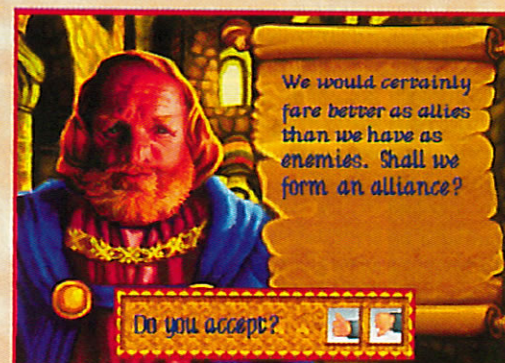 We would certainly
fare better as allies
than we have as
enemies. Shall we
form an alliance?
Do you accept?